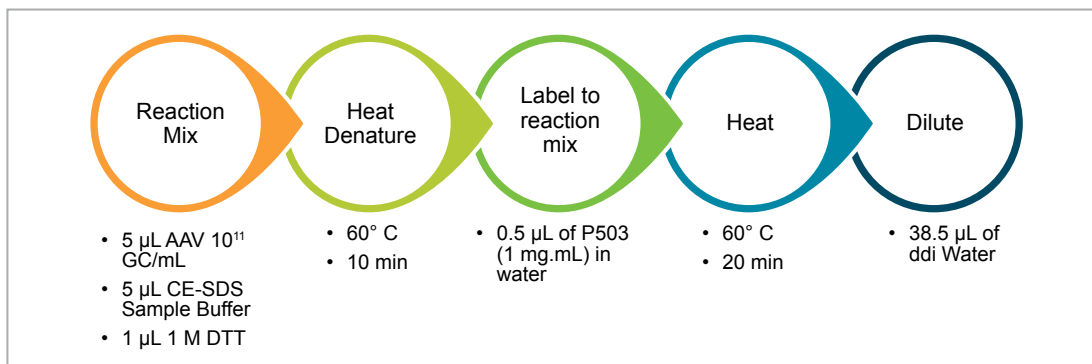 Reaction
Mix
Heat
Denature
Label to
reaction
mix
Heat
Dilute
• 5 µL AAV 10¹¹
GC/mL
• 5 µL CE-SDS
Sample Buffer
• 1 µL 1 M DTT
• 60° C
• 10 min
• 0.5 µL of P503
(1 mg.mL) in
water
• 60° C
• 20 min
• 38.5 µL of
ddi Water